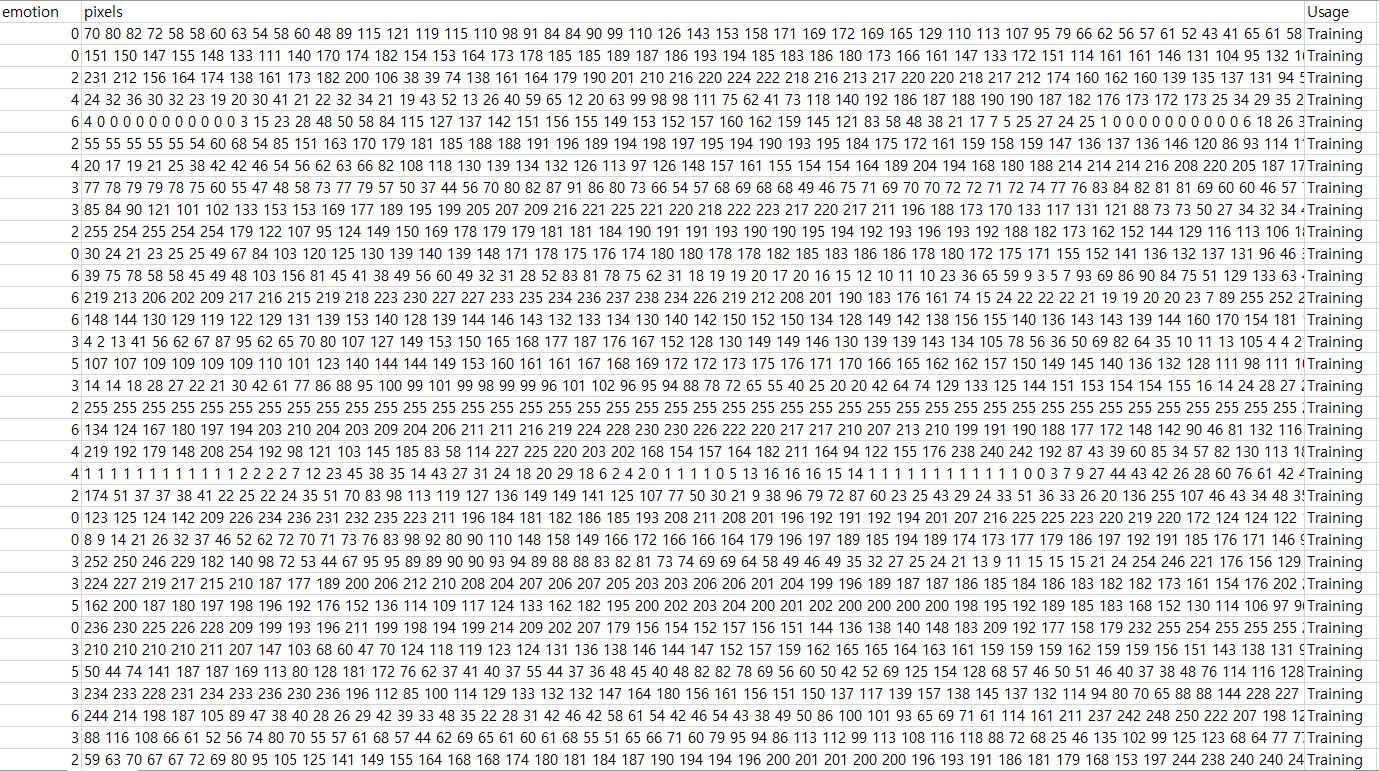 emotion pixels Usage
0 70 80 82 72 58 58 60 63 54 58 60 48 89 115 121 119 115 110 98 91 84 84 90 99 110 126 143 153 158 171 169 172 169 165 129 110 113 107 95 79 66 62 56 57 61 52 43 41 65 61 58 Training
0 151 150 147 155 148 133 111 140 170 174 182 154 153 164 173 178 185 185 189 187 186 193 194 185 183 186 180 173 166 161 147 133 172 151 114 161 161 146 131 104 95 132 Training
2 231 212 156 164 174 138 161 173 182 200 106 38 39 74 138 161 164 179 190 201 210 216 220 224 222 218 216 213 217 220 220 218 217 212 174 160 162 160 139 135 137 131 94 Training
4 24 32 36 30 32 23 19 20 30 41 21 22 32 34 21 19 43 52 13 26 40 59 65 12 20 63 99 98 98 111 75 62 41 73 118 140 192 186 187 188 190 190 187 182 176 173 172 173 25 34 29 35 Training
6 4 0 0 0 0 0 0 0 0 0 0 0 3 15 23 28 48 50 58 84 115 127 137 142 151 156 155 149 153 152 157 160 162 159 145 121 83 58 48 38 21 17 7 5 25 27 24 25 1 0 0 0 0 0 0 0 0 0 0 6 18 26 Training
2 55 55 55 55 55 54 60 68 54 85 151 163 170 179 181 185 188 188 191 196 189 194 198 197 195 194 190 193 195 184 175 172 161 159 158 159 147 136 137 136 146 120 86 93 114 Training
4 20 17 19 21 25 38 42 42 46 54 56 62 63 66 82 108 118 130 139 134 132 126 113 97 126 148 157 161 155 154 154 164 189 204 194 168 180 188 214 214 214 216 208 220 205 187 Training
3 77 78 79 79 78 75 60 55 47 48 58 73 77 79 57 50 37 44 56 70 80 82 87 91 86 80 73 66 54 57 68 69 68 68 49 46 75 71 69 70 70 72 72 71 72 74 77 76 83 84 82 81 81 69 60 60 46 57 Training
3 85 84 90 121 101 102 133 153 153 169 177 189 195 199 205 207 209 216 221 225 221 220 218 222 223 217 220 217 211 196 188 173 170 133 117 131 121 88 73 73 50 27 34 32 34 Training
2 255 254 255 254 254 179 122 107 95 124 149 150 169 178 179 179 181 181 184 190 191 191 193 190 190 195 194 192 193 196 193 192 188 182 173 162 152 144 129 116 113 106 Training
0 30 24 21 23 25 25 49 67 84 103 120 125 130 139 140 139 148 171 178 175 176 174 180 180 178 178 182 185 183 186 186 178 180 172 175 171 155 152 141 136 132 137 131 96 46 Training
6 39 75 78 58 58 45 49 48 103 156 81 45 41 38 49 56 60 49 32 31 28 52 83 81 78 75 62 31 18 19 19 20 17 20 16 15 12 10 11 10 23 36 65 59 9 3 5 7 93 69 86 90 84 75 51 129 133 63 Training
6 219 213 206 202 209 217 216 215 219 218 223 230 227 227 233 235 234 236 237 238 234 226 219 212 208 201 190 183 176 161 74 15 24 22 22 22 21 19 19 20 20 23 7 89 255 252 Training
6 148 144 130 129 119 122 129 131 139 153 140 128 139 144 146 143 132 133 134 130 140 142 150 152 150 134 128 149 142 138 156 155 140 136 143 143 139 144 160 170 154 181 Training
3 4 2 13 41 56 62 67 87 95 62 65 70 80 107 127 149 153 150 165 168 177 187 176 167 152 128 130 149 149 146 130 139 139 143 134 105 78 56 36 50 69 82 64 35 10 11 13 105 4 4 2 Training
5 107 107 109 109 109 109 110 101 123 140 144 144 149 153 160 161 161 167 168 169 172 172 173 175 176 171 170 166 165 162 162 157 150 149 145 140 136 132 128 111 98 111 Training
3 14 14 18 28 27 22 21 30 42 61 77 86 88 95 100 99 101 99 98 99 99 96 101 102 96 95 94 88 78 72 65 55 40 25 20 20 42 64 74 129 133 125 144 151 153 154 154 155 16 14 24 28 27 Training
2 255 255 255 255 255 255 255 255 255 255 255 255 255 255 255 255 255 255 255 255 255 255 255 255 255 255 255 255 255 255 255 255 255 255 255 255 255 255 255 255 255 255 Training
6 134 124 167 180 197 194 203 210 204 203 209 204 206 211 211 216 219 224 228 230 226 222 222 220 217 217 210 207 213 210 199 191 190 188 177 172 148 142 90 46 81 132 116 Training
4 219 192 179 148 208 254 192 98 121 103 145 185 83 58 114 227 225 220 203 202 168 154 157 164 182 214 164 94 122 155 176 238 240 242 192 87 43 39 60 85 34 57 82 130 113 Training
4 1 1 1 1 1 1 1 1 1 1 1 1 2 2 2 2 7 12 23 45 38 35 14 43 27 31 24 18 20 29 18 6 2 4 2 0 1 1 1 1 0 5 13 16 16 16 15 14 1 1 1 1 1 1 1 1 1 1 1 1 0 0 3 7 9 27 44 43 42 26 28 60 76 61 42 Training
2 174 51 37 37 38 41 22 25 22 24 35 51 70 83 98 113 119 127 136 149 149 141 125 107 77 50 30 21 9 38 96 79 72 87 60 23 25 43 29 24 33 51 36 33 26 20 136 255 107 46 43 34 48 Training
0 123 125 124 142 209 226 234 236 231 232 235 223 211 196 184 181 182 186 185 193 208 211 208 201 196 192 191 192 194 201 207 216 225 225 223 220 219 220 172 124 124 122 Training
0 8 9 14 21 26 32 37 46 52 62 72 70 71 73 76 83 98 92 80 90 110 148 158 149 166 172 166 166 164 179 196 197 189 185 194 189 174 173 177 179 186 197 192 191 185 176 171 146 Training
3 252 250 246 229 182 140 98 72 53 44 67 95 95 89 89 90 90 93 94 89 88 88 83 82 81 73 74 69 69 64 58 49 46 49 35 32 27 25 24 21 13 9 11 15 15 15 21 24 254 246 221 176 156 129 Training
3 224 227 219 217 215 210 187 177 189 200 206 212 210 208 204 207 206 207 205 203 203 206 206 201 204 199 196 189 187 187 186 185 184 186 183 182 182 173 161 154 176 202 Training
5 162 200 187 180 197 198 196 192 176 152 136 114 109 117 124 133 162 182 195 200 202 203 204 200 201 202 200 200 200 200 198 195 192 189 185 183 168 152 130 114 106 97 Training
0 236 230 225 226 228 209 199 193 196 211 199 198 194 199 214 209 202 207 179 156 154 152 157 156 151 144 136 138 140 148 183 209 192 177 158 179 232 255 254 255 255 255 Training
3 210 210 210 210 211 207 147 103 68 60 47 70 124 118 119 123 124 131 136 138 146 144 147 152 157 159 162 165 165 164 163 161 159 159 159 162 159 159 156 151 143 138 131 Training
5 50 44 74 141 187 187 169 113 80 128 181 172 76 62 37 41 40 37 55 44 37 36 48 45 40 48 82 82 78 69 56 60 50 42 52 69 125 154 128 68 57 46 50 51 46 40 37 38 48 76 114 116 128 Training
3 234 233 228 231 234 233 236 230 236 196 112 85 100 114 129 133 132 132 147 164 180 156 161 156 151 150 137 117 139 157 138 145 137 132 114 94 80 70 65 88 88 144 228 227 Training
6 244 214 198 187 105 89 47 38 40 28 26 29 42 39 33 48 35 22 28 31 42 46 42 58 61 54 42 46 54 43 38 49 50 86 100 101 93 65 69 71 61 114 161 211 237 242 248 250 222 207 198 Training
3 88 116 108 66 61 52 56 74 80 70 55 57 61 68 57 44 62 69 65 61 60 61 68 55 51 65 66 71 60 79 95 94 86 113 112 99 113 108 116 118 88 72 68 25 46 135 102 99 125 123 68 64 77 Training
2 59 63 70 67 67 72 69 80 95 105 125 141 149 155 164 168 168 174 180 181 184 187 190 194 194 196 200 201 200 200 196 193 191 186 181 187 179 168 153 197 244 238 240 240 Training